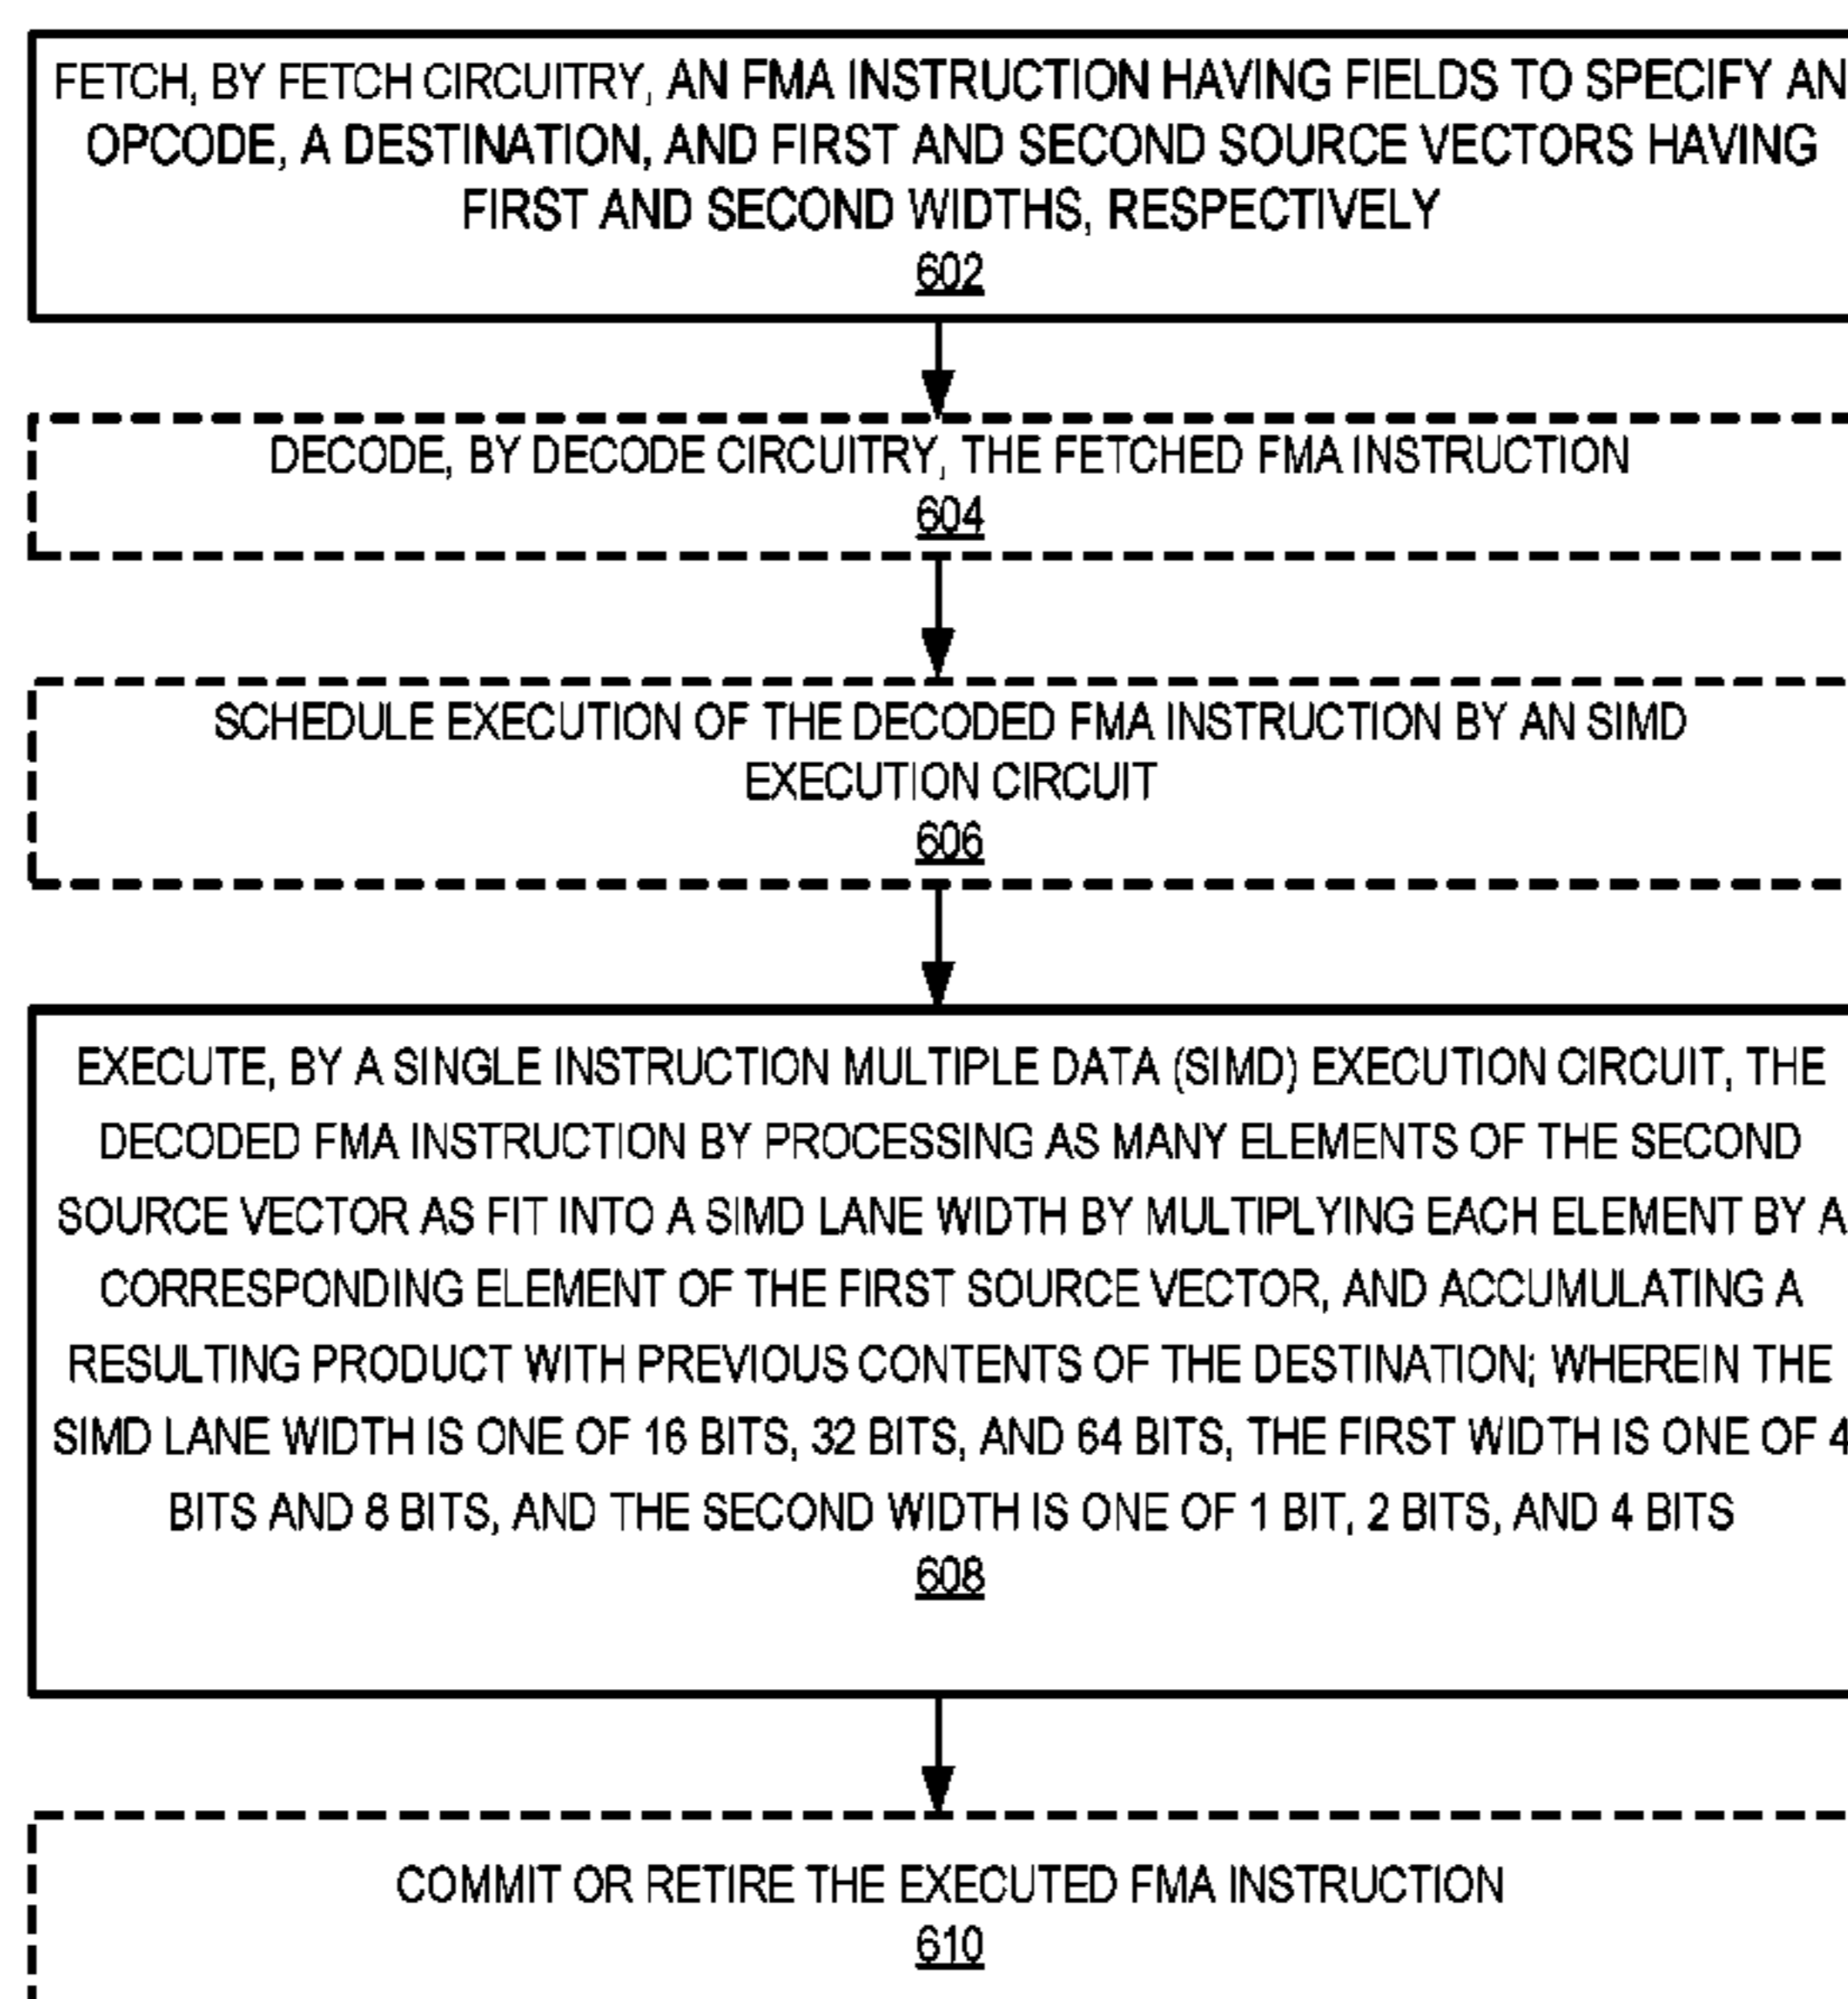 FETCH, BY FETCH CIRCUITRY, AN FMA INSTRUCTION HAVING FIELDS TO SPECIFY AN
OPCODE, A DESTINATION, AND FIRST AND SECOND SOURCE VECTORS HAVING
FIRST AND SECOND WIDTHS, RESPECTIVELY
602
DECODE, BY DECODE CIRCUITRY, THE FETCHED FMA INSTRUCTION
604
SCHEDULE EXECUTION OF THE DECODED FMA INSTRUCTION BY AN SIMD
EXECUTION CIRCUIT
606
EXECUTE, BY A SINGLE INSTRUCTION MULTIPLE DATA (SIMD) EXECUTION CIRCUIT, THE
DECODED FMA INSTRUCTION BY PROCESSING AS MANY ELEMENTS OF THE SECOND
SOURCE VECTOR AS FIT INTO A SIMD LANE WIDTH BY MULTIPLYING EACH ELEMENT BY A
CORRESPONDING ELEMENT OF THE FIRST SOURCE VECTOR, AND ACCUMULATING A
RESULTING PRODUCT WITH PREVIOUS CONTENTS OF THE DESTINATION; WHEREIN THE
SIMD LANE WIDTH IS ONE OF 16 BITS, 32 BITS, AND 64 BITS, THE FIRST WIDTH IS ONE OF 4
BITS AND 8 BITS, AND THE SECOND WIDTH IS ONE OF 1 BIT, 2 BITS, AND 4 BITS
608
COMMIT OR RETIRE THE EXECUTED FMA INSTRUCTION
610